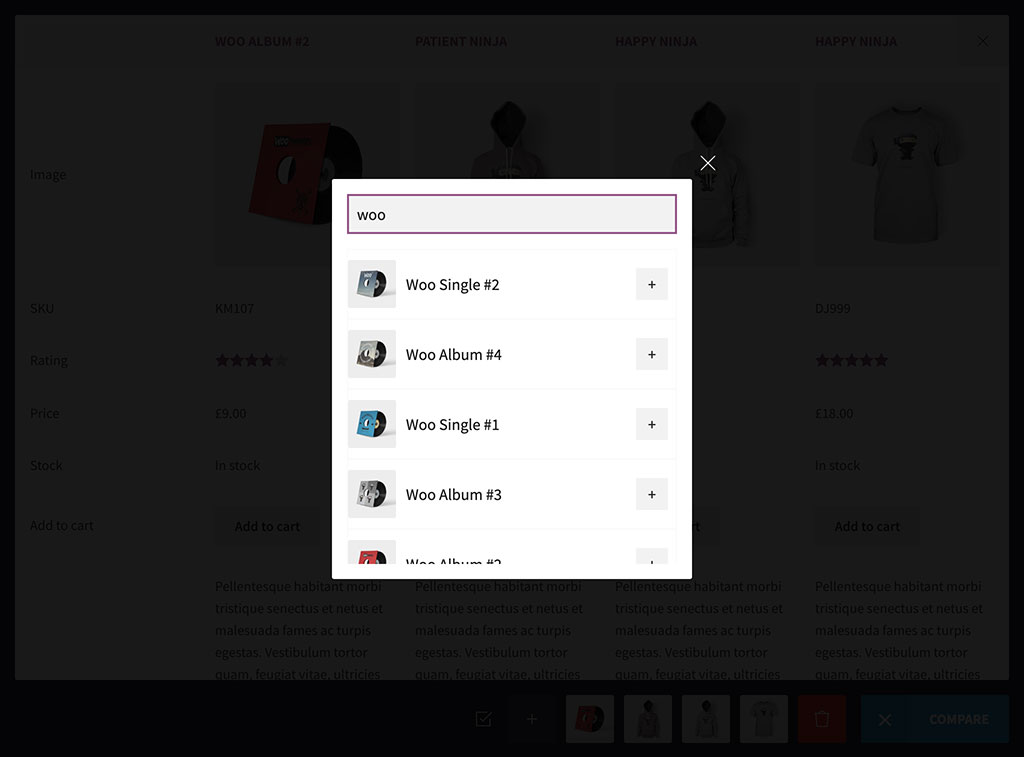 WOO ALBUM #2 PATIENT NINJA HAPPY NINJA HAPPY NINJA
Image
woo
Woo Single #2 +
Woo Album #4 +
Woo Single #1 +
Woo Album #3 +
Woo Album #2
SKU KM107 DJ999
Rating
Price £9.00 £18.00
Stock In stock In stock
Add to cart Add to cart Add to cart
Pellentesque habitant morbi Pellentesque habitant morbi Pellentesque habitant morbi Pellentesque habitant morbi
tristique senectus et netus et tristique senectus et netus et tristique senectus et netus et tristique senectus et netus et
malesuada fames ac turpis malesuada fames ac turpis malesuada fames ac turpis malesuada fames ac turpis
egestas. Vestibulum tortor egestas. Vestibulum tortor egestas. Vestibulum tortor egestas. Vestibulum tortor
quam, feugiat vitae, ultricies quam, feugiat vitae, ultricies quam, feugiat vitae, ultricies quam, feugiat vitae, ultricies
COMPARE